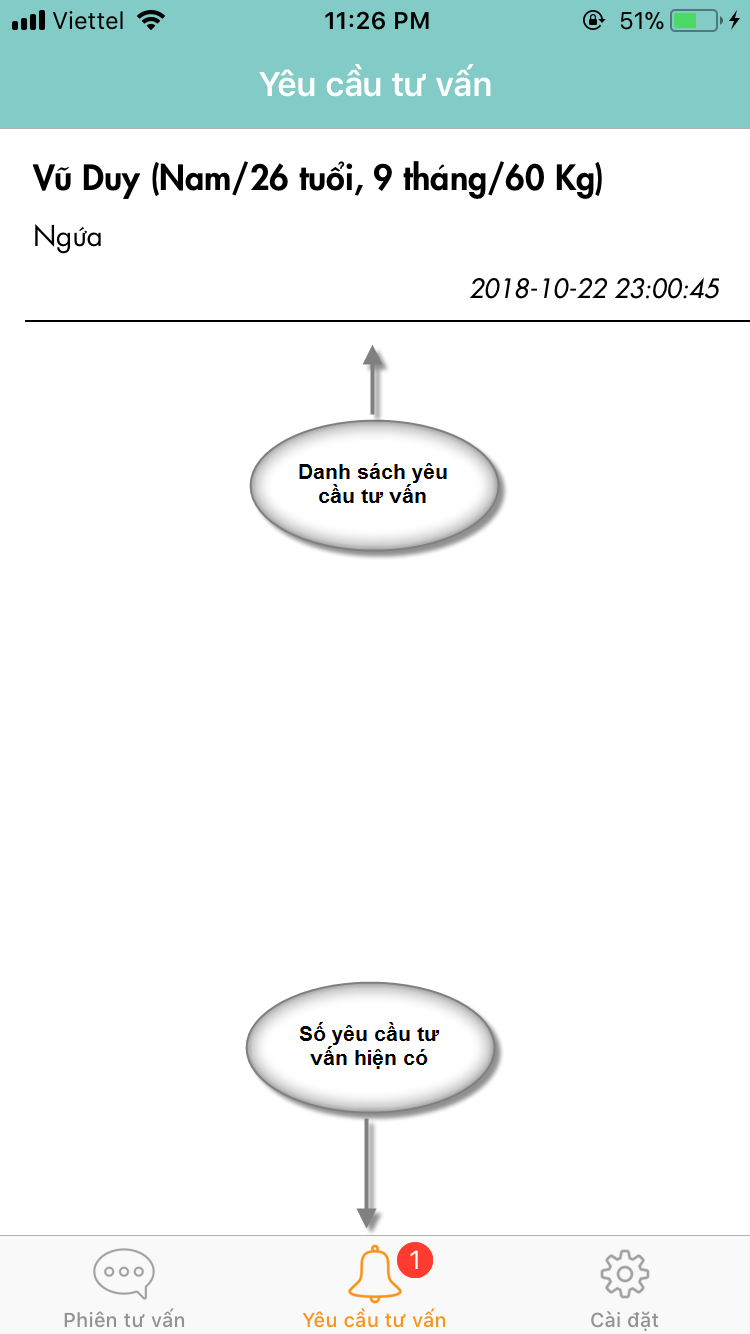 Viettel 11:26 PM 51%
Yêu cầu tư vấn
Vũ Duy (Nam/26 tuổi, 9 tháng/60 Kg)
Ngứa
2018-10-22 23:00:45
Danh sách yêu
cầu tư vấn
Số yêu cầu tư
vấn hiện có
1
Phiên tư vấn Yêu cầu tư vấn Cài đặt